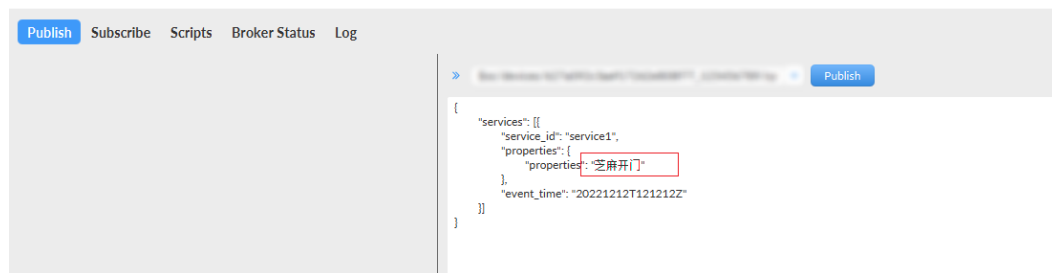 Publish Subscribe Scripts Broker Status Log
» Publish
{
"services": [{
"service_id": "service1",
"properties": {
"properties": "芝麻开门"
},
"event_time": "20221212T121212Z"
}]
}